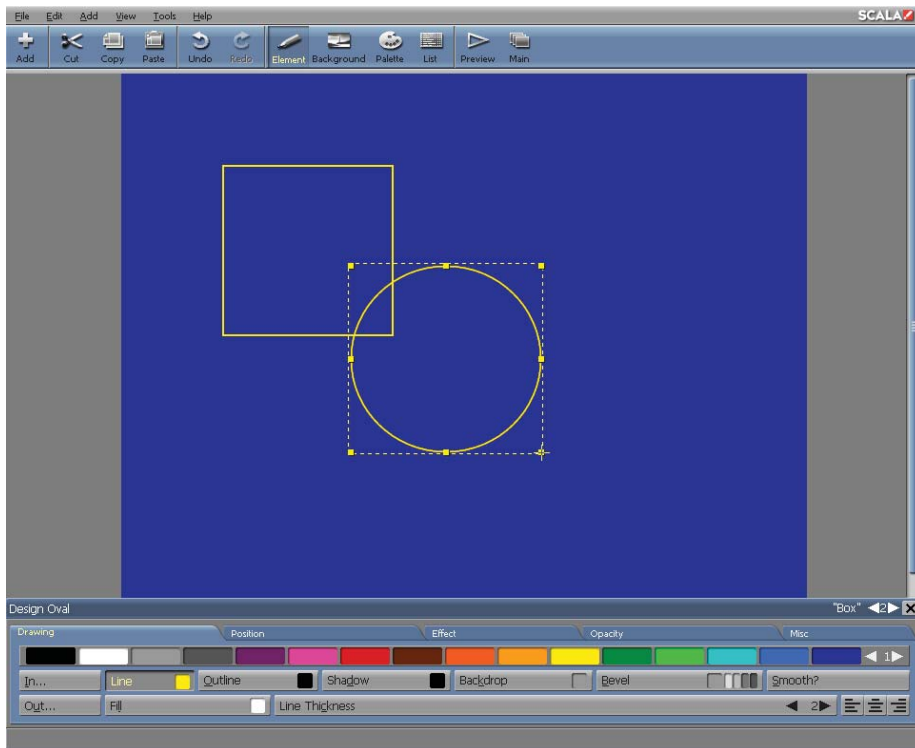 File Edit Add View Tools Help SCALA
Add Cut Copy Paste Undo Redo Element Background Palette List Preview Main
Design Oval "Box" 2
Drawing Position Effect Opacity Misc
1
In... Line Outline Shadow Backdrop Bevel Smooth?
Out... Fill Line Thickness 2